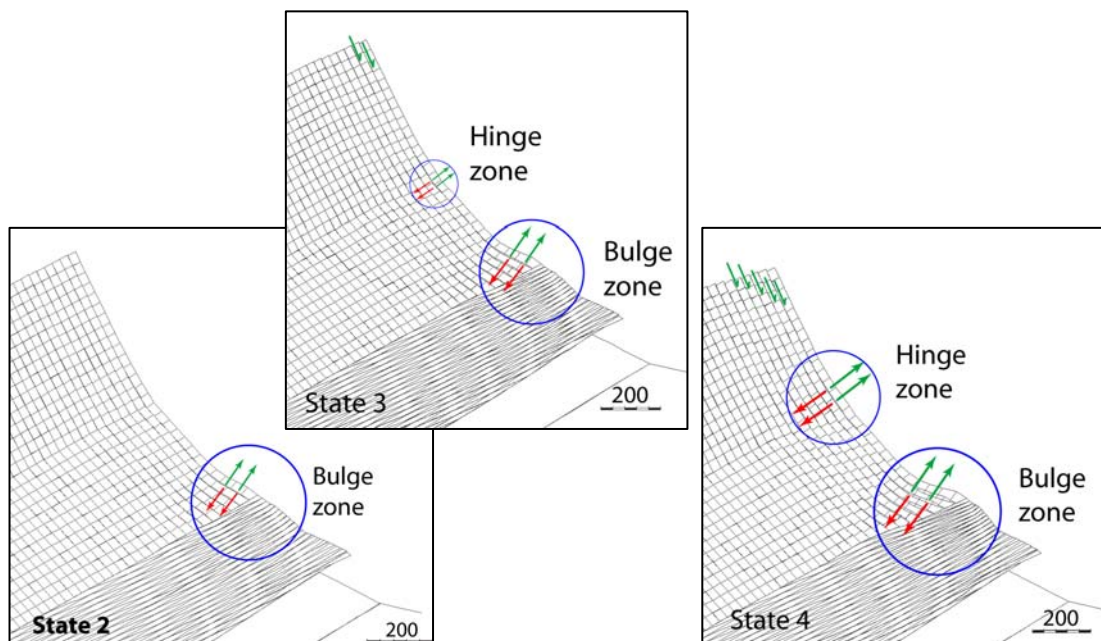 Hinge
zone
Bulge
zone
State 3
200
Bulge
zone
State 2
200
Hinge
zone
Bulge
zone
State 4
200